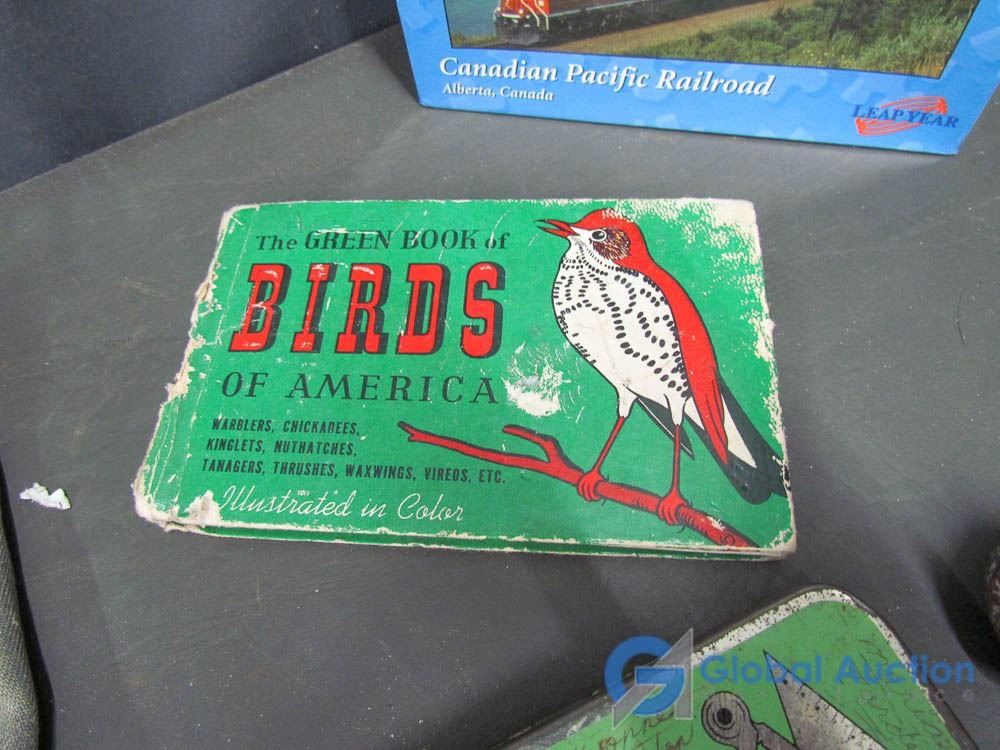 Canadian Pacific Railroad
Alberta, Canada
LEAP YEAR
The GREEN BOOK of
BIRDS
OF AMERICA
WARBLERS, CHICKADEES,
KINGLETS, NUTHATCHES,
TANAGERS, THRUSHES, WAXWINGS, VIREOS, ETC.
Illustrated in Color
Global Auction